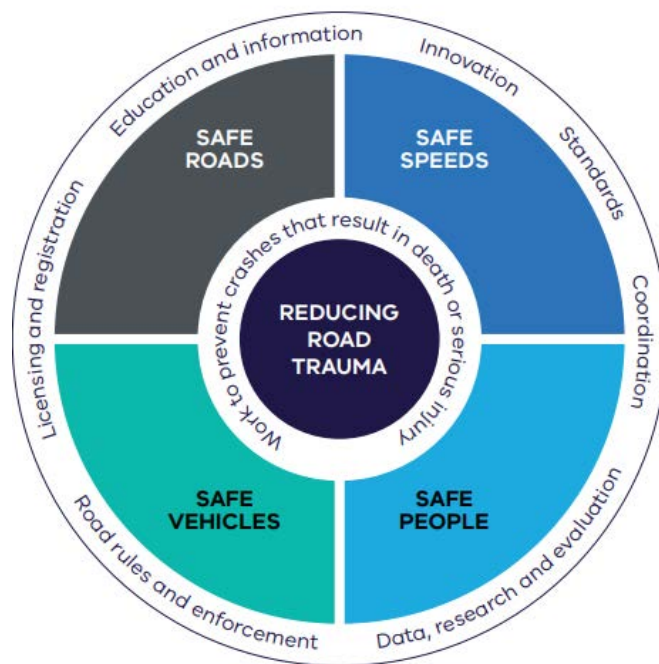 Education and information
Innovation
Standards
Coordination
Data, research and evaluation
Road rules and enforcement
Licensing and registration
SAFE
ROADS
SAFE
SPEEDS
Work to prevent crashes that result in death or serious injury
REDUCING
ROAD
TRAUMA
SAFE
VEHICLES
SAFE
PEOPLE